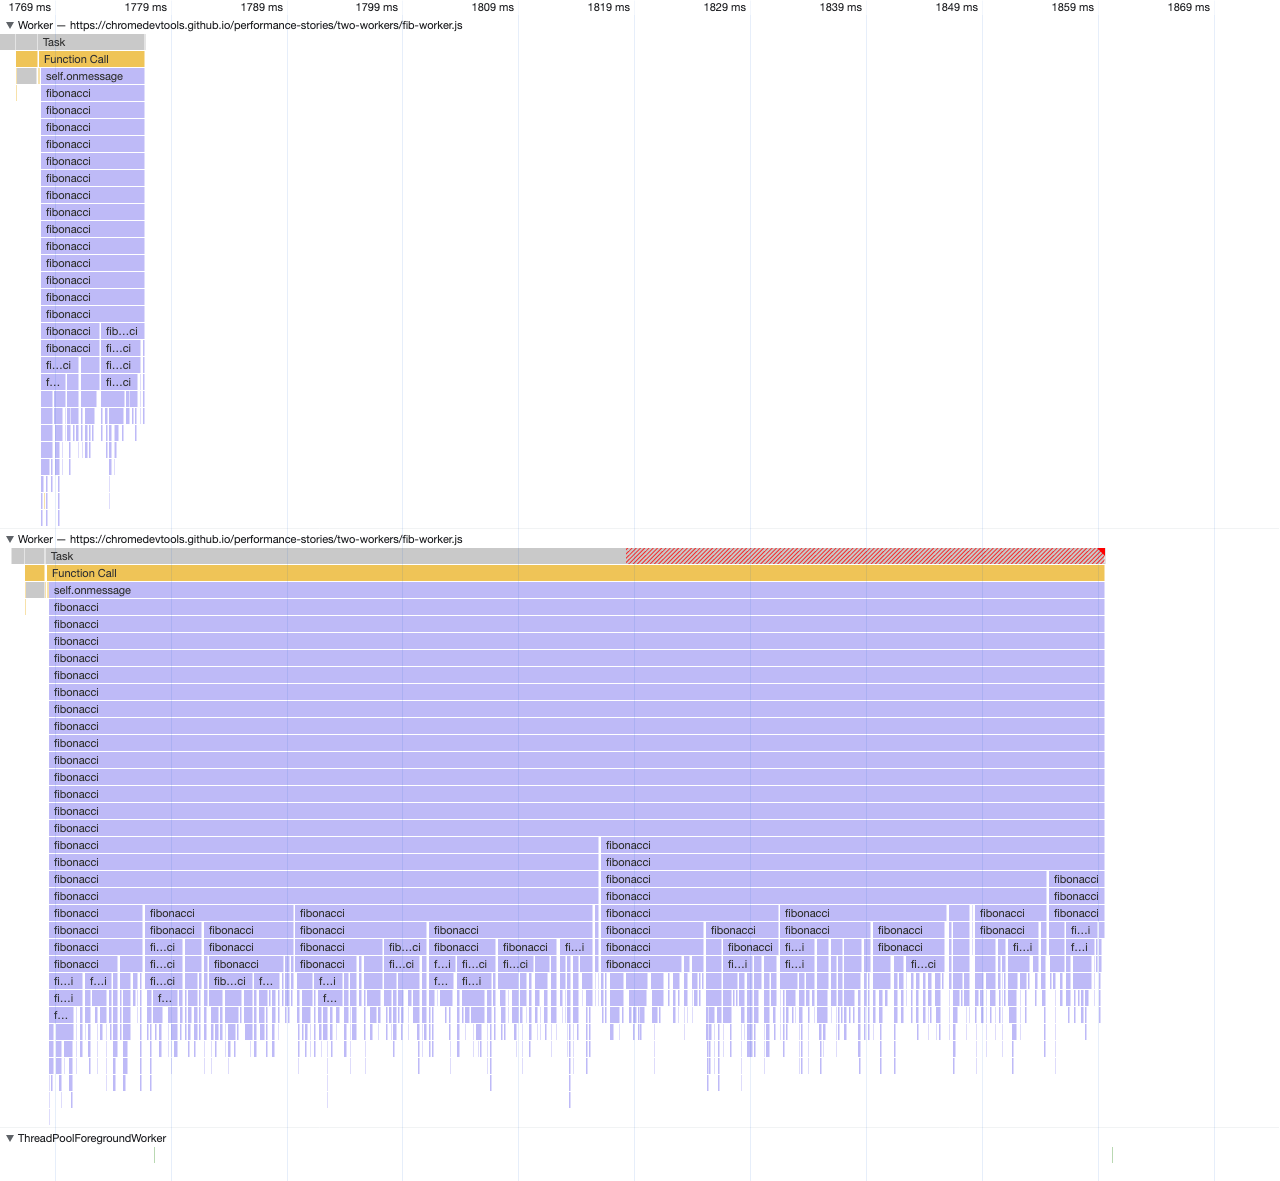 1769 ms 1779 ms 1789 ms 1799 ms 1809 ms 1819 ms 1829 ms 1839 ms 1849 ms 1859 ms 1869 ms
Worker — https://chromedevtools.github.io/performance-stories/two-workers/fib-worker.js
Task
Function Call
self.onmessage
fibonacci
fibonacci
fibonacci
fibonacci
fibonacci
fibonacci
fibonacci
fibonacci
fibonacci
fibonacci
fibonacci
fibonacci
fibonacci
fibonacci
fibonacci fib…ci
fibonacci fi…ci
fi…ci fi…ci
f… fi…ci
Worker — https://chromedevtools.github.io/performance-stories/two-workers/fib-worker.js
Task
Function Call
self.onmessage
fibonacci
fibonacci
fibonacci
fibonacci
fibonacci
fibonacci
fibonacci
fibonacci
fibonacci
fibonacci
fibonacci
fibonacci
fibonacci
fibonacci
fibonacci fibonacci
fibonacci fibonacci
fibonacci fibonacci fibonacci
fibonacci fibonacci fibonacci
fibonacci fibonacci fibonacci fibonacci fibonacci fibonacci fibonacci
fibonacci fibonacci fibonacci fibonacci fibonacci fibonacci fibonacci fibonacci fibonacci fibonacci fi…i
fibonacci fi…ci fibonacci fibonacci fib…ci fibonacci fibonacci fi…i fibonacci fibonacci fi…i fibonacci fi…i fi…i
fibonacci fi…ci fibonacci fibonacci fi…ci f…i fi…ci fi…ci fibonacci fi…i fi…i fi…ci
fi…i f…i fi…ci fib…ci f… f…i f… fi…i
fi…i f… f…
f…
ThreadPoolForegroundWorker